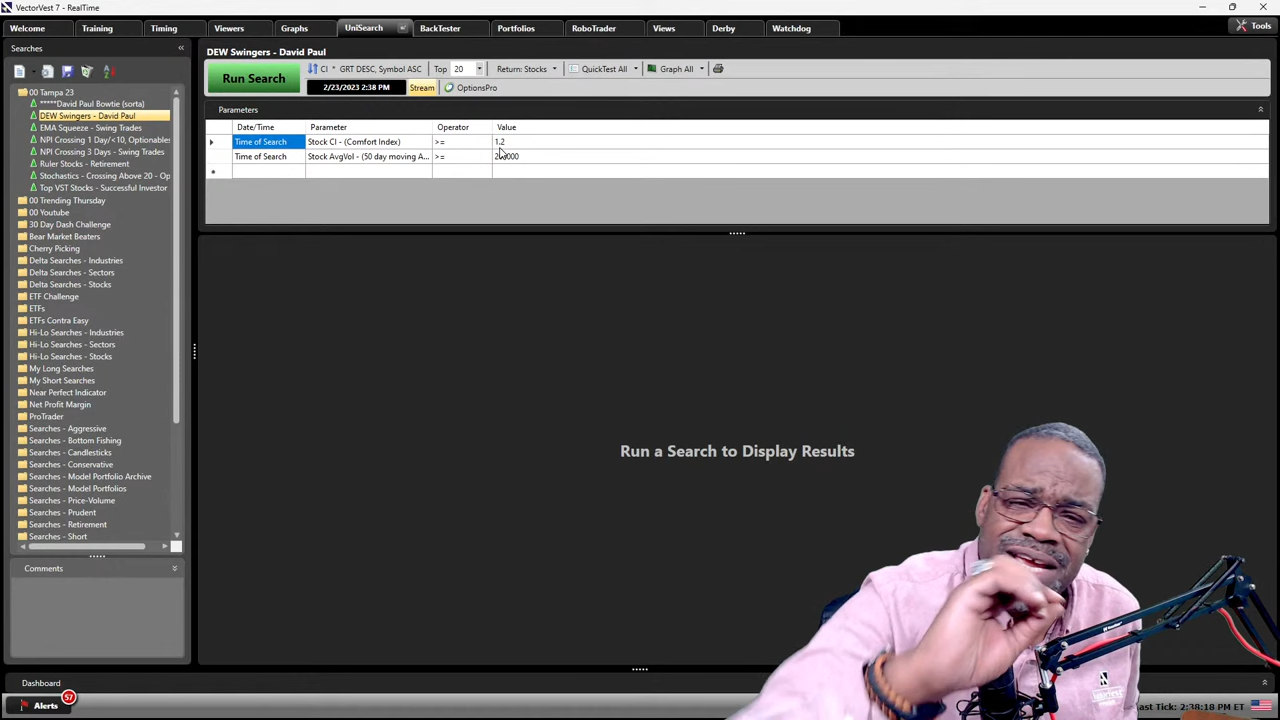 VectorVest 7 - RealTime
Welcome
Training
Timing
Viewers
Graphs
UniSearch
BackTester
Portfolios
RoboTrader
Views
Derby
Watchdog
Tools
Searches
00 Tampa 23
*****David Paul Bowtie (sorta)
DEW Swingers - David Paul
EMA Squeeze - Swing Trades
NPI Crossing 1 Day/<10, Optionables
NPI Crossing 3 Days - Swing Trades
Ruler Stocks - Retirement
Stochastics - Crossing Above 20 - Op
Top VST Stocks - Successful Investor
00 Trending Thursday
00 Youtube
30 Day Dash Challenge
Bear Market Beaters
Cherry Picking
Delta Searches - Industries
Delta Searches - Sectors
Delta Searches - Stocks
ETF Challenge
ETFs
ETFs Contra Easy
Hi-Lo Searches - Industries
Hi-Lo Searches - Sectors
Hi-Lo Searches - Stocks
My Long Searches
My Short Searches
Near Perfect Indicator
Net Profit Margin
ProTrader
Searches - Aggressive
Searches - Bottom Fishing
Searches - Candlesticks
Searches - Conservative
Searches - Model Portfolio Archive
Searches - Model Portfolios
Searches - Price-Volume
Searches - Prudent
Searches - Retirement
Searches - Short
Comments
DEW Swingers - David Paul
Run Search
CI * GRT DESC, Symbol ASC
Top 20
Return: Stocks
QuickTest All
Graph All
2/23/2023 2:38 PM
Stream
OptionsPro
Parameters
Date/Time Parameter Operator Value
Time of Search Stock CI - (Comfort Index) >= 1.2
Time of Search Stock AvgVol - (50 day moving A... >=
Run a Search to Display Results
Dashboard
Alerts 57
Last Tick: 2:38:18 PM ET